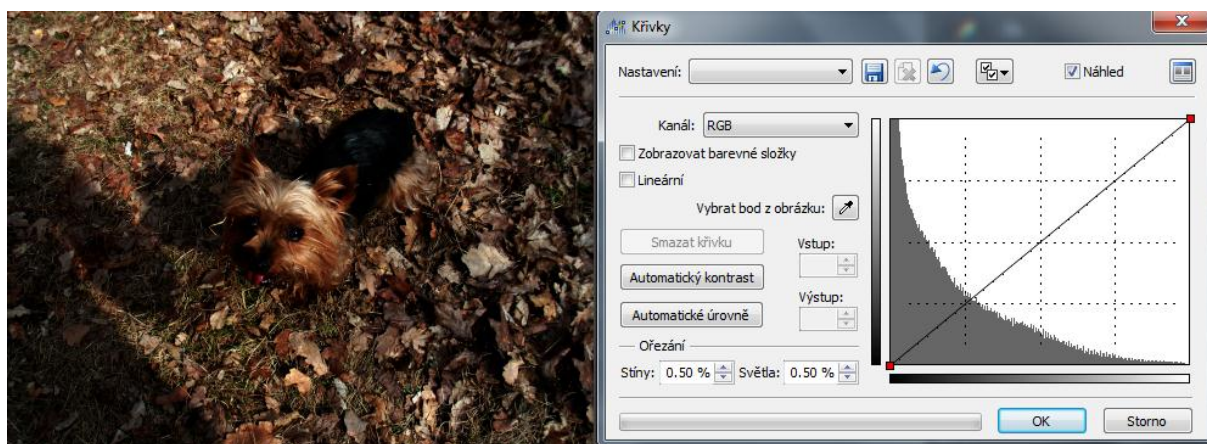 Křivky
Nastavení:
Náhled
Kanál: RGB
Zobrazovat barevné složky
Lineární
Vybrat bod z obrázku:
Smazat křivku
Vstup:
Automatický kontrast
Výstup:
Automatické úrovně
Ořezání
Stíny: 0.50 % Světla: 0.50 %
OK Storno